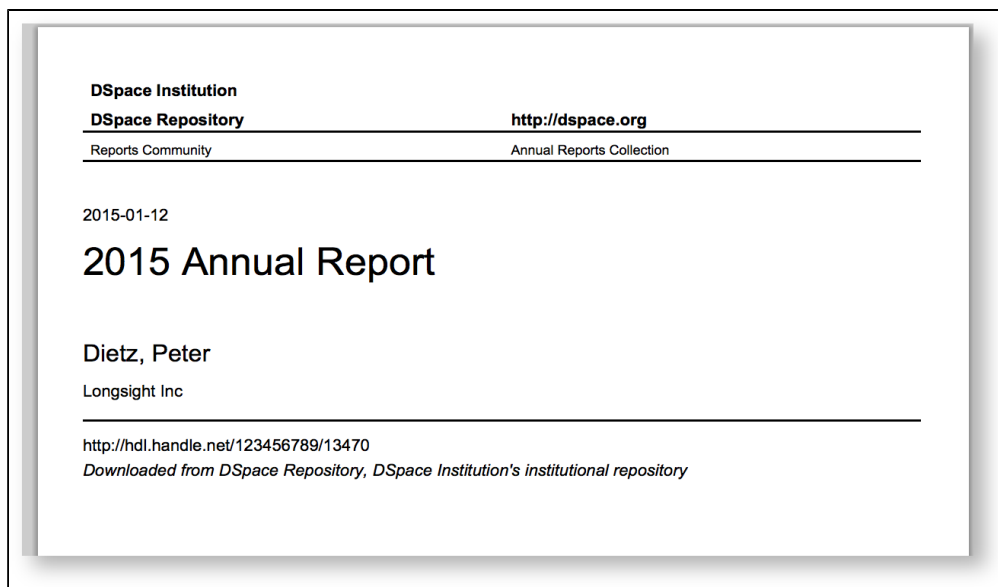 DSpace Institution
DSpace Repository http://dspace.org
Reports Community Annual Reports Collection
2015-01-12
2015 Annual Report
Dietz, Peter
Longsight Inc
http://hdl.handle.net/123456789/13470
Downloaded from DSpace Repository, DSpace Institution's institutional repository